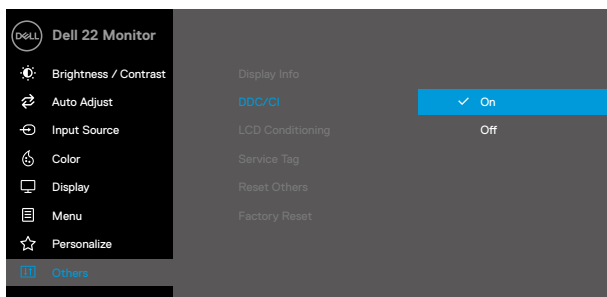 DELL Dell 22 Monitor
Brightness / Contrast
Display Info
Auto Adjust
DDC/CI
On
Input Source
LCD Conditioning
Off
Color
Service Tag
Display
Reset Others
Menu
Factory Reset
Personalize
Others